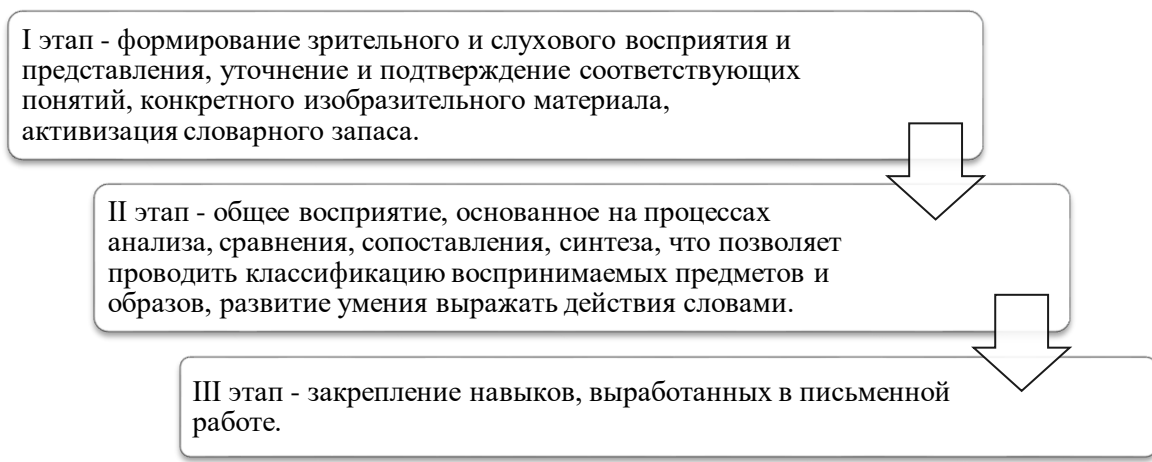 I этап - формирование зрительного и слухового восприятия и
представления, уточнение и подтверждение соответствующих
понятий, конкретного изобразительного материала,
активизация словарного запаса.
II этап - общее восприятие, основанное на процессах
анализа, сравнения, сопоставления, синтеза, что позволяет
проводить классификацию воспринимаемых предметов и
образов, развитие умения выражать действия словами.
III этап - закрепление навыков, выработанных в письменной
работе.